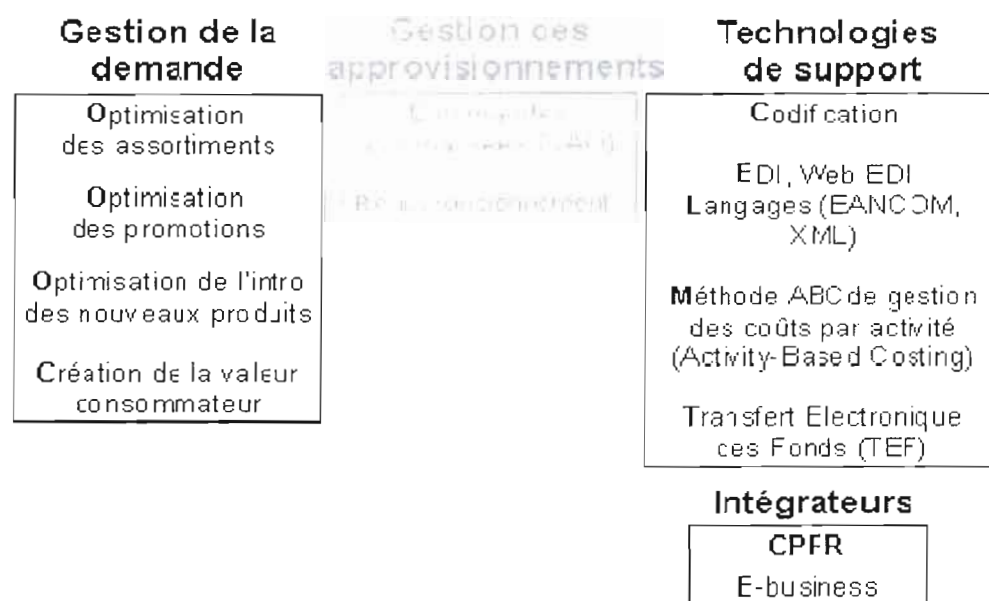 Gestion de la
demande
Optimisation
des assortiments
Optimisation
des promotions
Optimisation de l'intro
des nouveaux produits
Création de la valeur
consommateur
Gestion des
approvisionnements
Technologies
de support
Codification
EDI, Web EDI
Langages (EANCOM,
XML)
Méthode ABC de gestion
des coûts par activité
(Activity-Based Costing)
Transfert Electronique
des Fonds (TEF)
Intégrateurs
CPFR
E-business